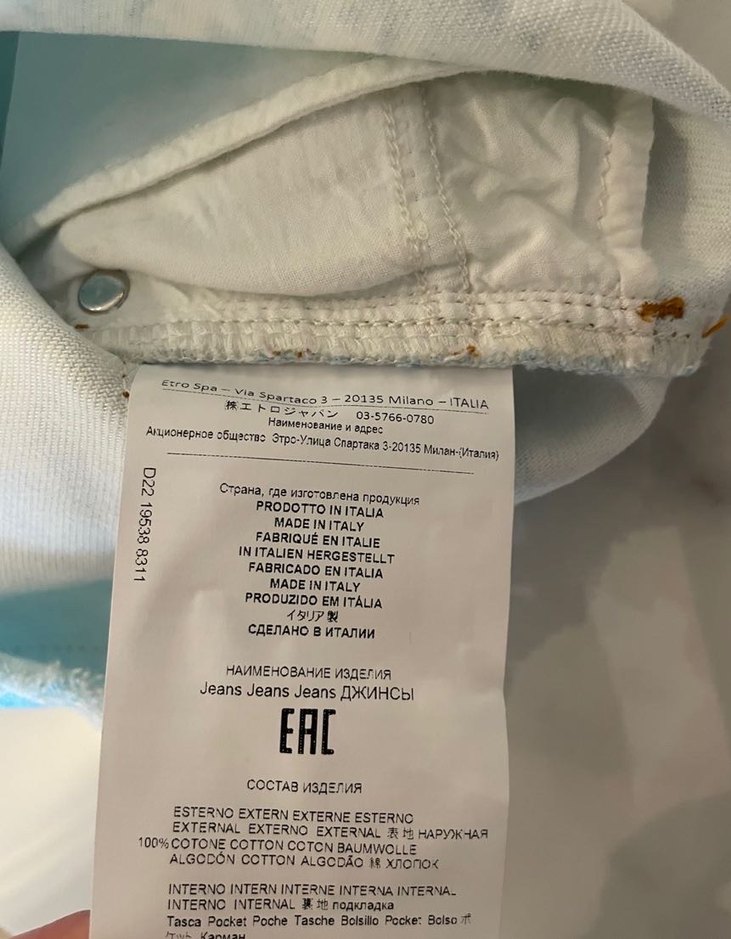 Etro Spa – Via Spartaco 3 – 20135 Milano – ITALIA
株エトロジャパン 03-5766-0780
Наименование и адрес
Акционерное общество Этро-Улица Спартака 3-20135 Милан-(Италия)
D22 19538 8311
Страна, где изготовлена продукция
PRODOTTO IN ITALIA
MADE IN ITALY
FABRIQUÉ EN ITALIE
IN ITALIEN HERGESTELLT
FABRICADO EN ITALIA
MADE IN ITALY
PRODUZIDO EM ITÁLIA
イタリア製
СДЕЛАНО В ИТАЛИИ
НАИМЕНОВАНИЕ ИЗДЕЛИЯ
Jeans Jeans Jeans ДЖИНСЫ
EAC
СОСТАВ ИЗДЕЛИЯ
ESTERNO EXTERN EXTERNE ESTERNO
EXTERNAL EXTERNO EXTERNAL 表地 НАРУЖНАЯ
100% COTONE COTTON COTON BAUMWOLLE
ALGODÓN COTTON ALGODÃO 綿 ХЛОПОК
INTERNO INTERN INTERNE INTERNA INTERNAL
INTERNO INTERNAL 裏地 подкладка
Tasca Pocket Poche Tasche Bolsillo Pocket Bolso ポ
ケット Карман